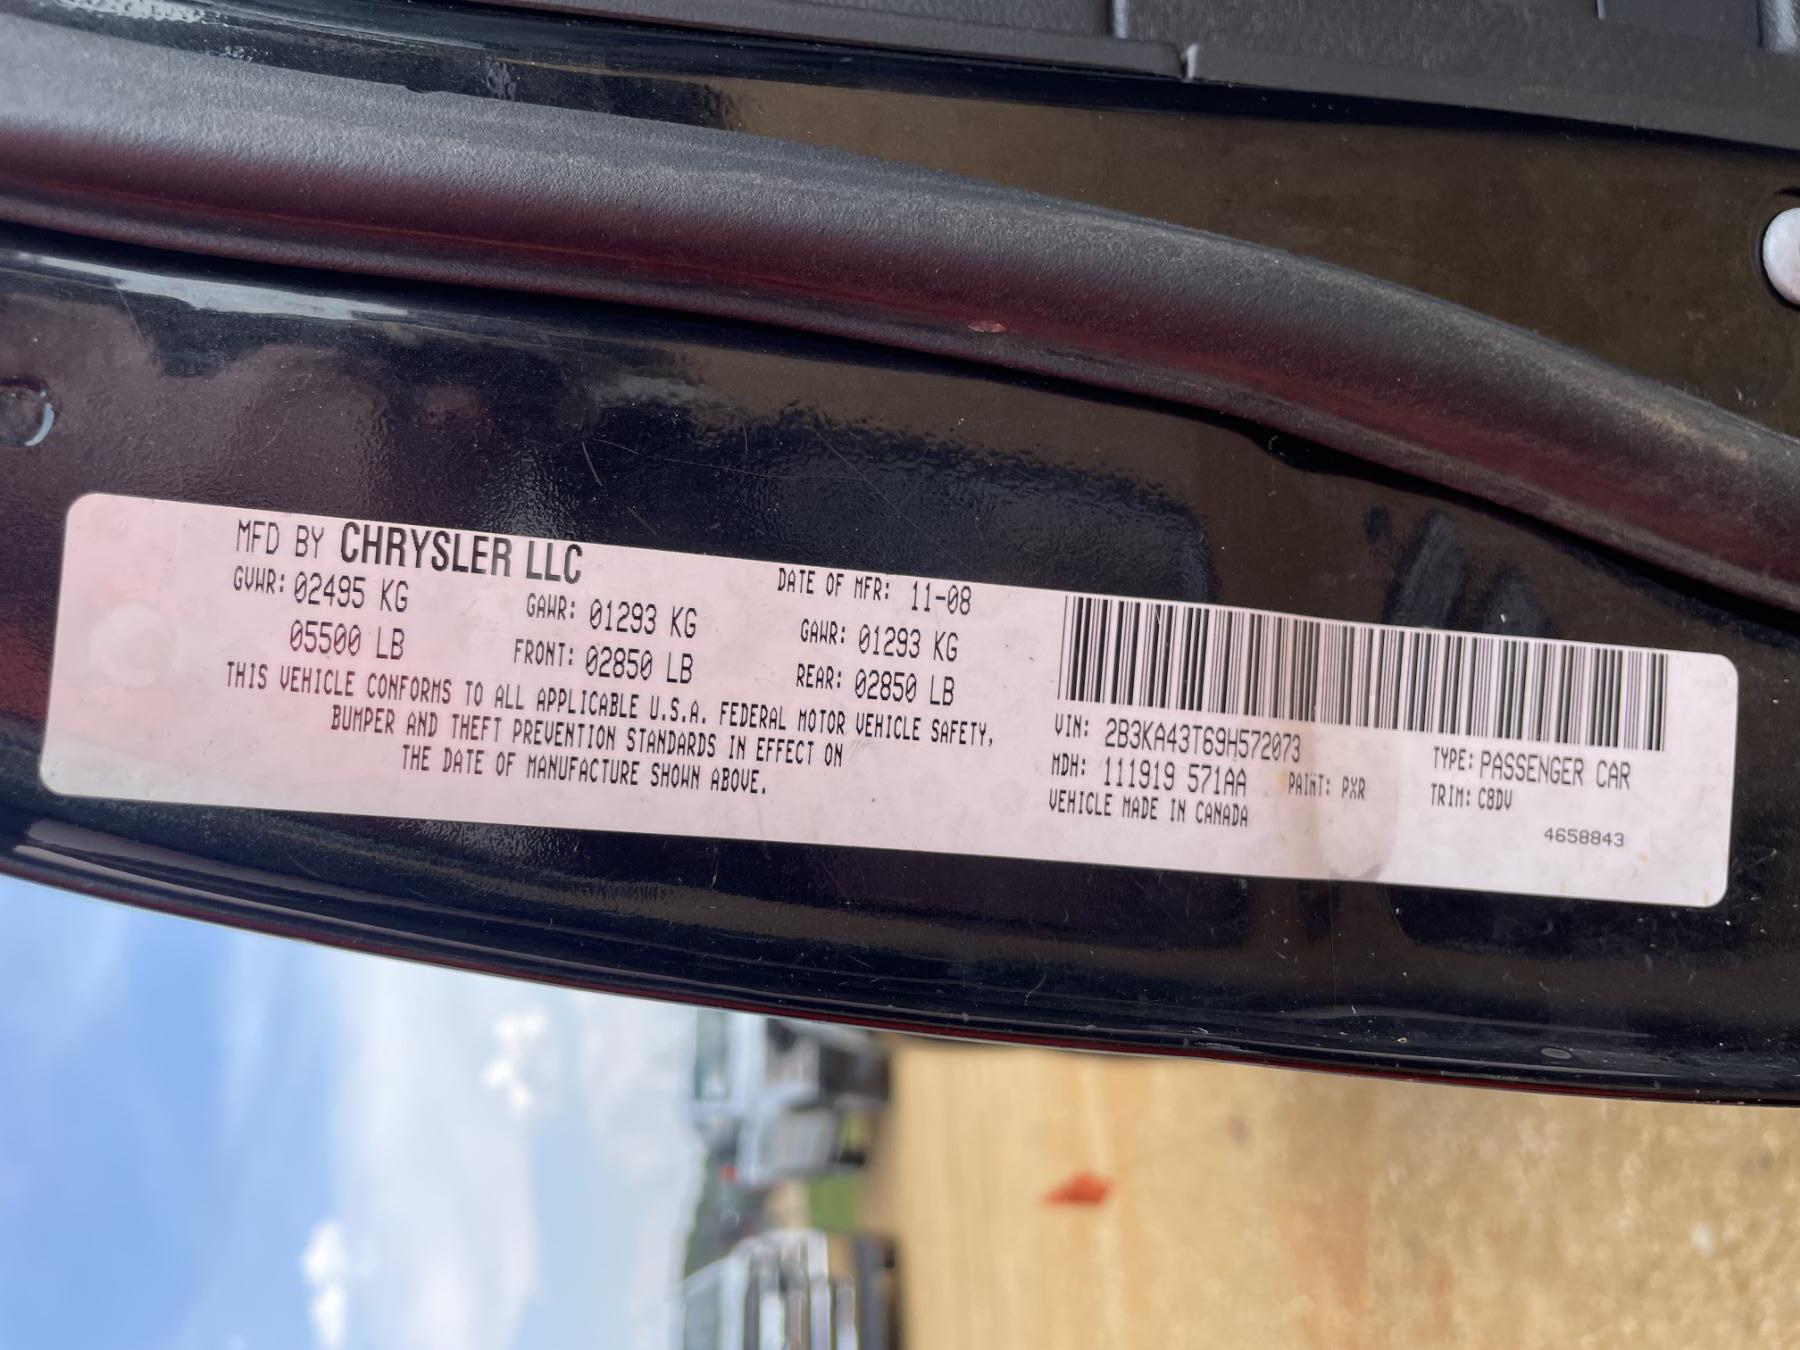 MFD BY CHRYSLER LLC
DATE OF MFR: 11-08
GVWR: 02495 KG
GAWR: 01293 KG
GAWR: 01293 KG
05500 LB
FRONT: 02850 LB
REAR: 02850 LB
THIS VEHICLE CONFORMS TO ALL APPLICABLE U.S.A. FEDERAL MOTOR VEHICLE SAFETY,
BUMPER AND THEFT PREVENTION STANDARDS IN EFFECT ON
THE DATE OF MANUFACTURE SHOWN ABOVE.
VIN: 2B3KA43T69H572073
TYPE: PASSENGER CAR
MDH: 111919 571AA
PAINT: PXR
TRIM: C8DV
VEHICLE MADE IN CANADA
4658843